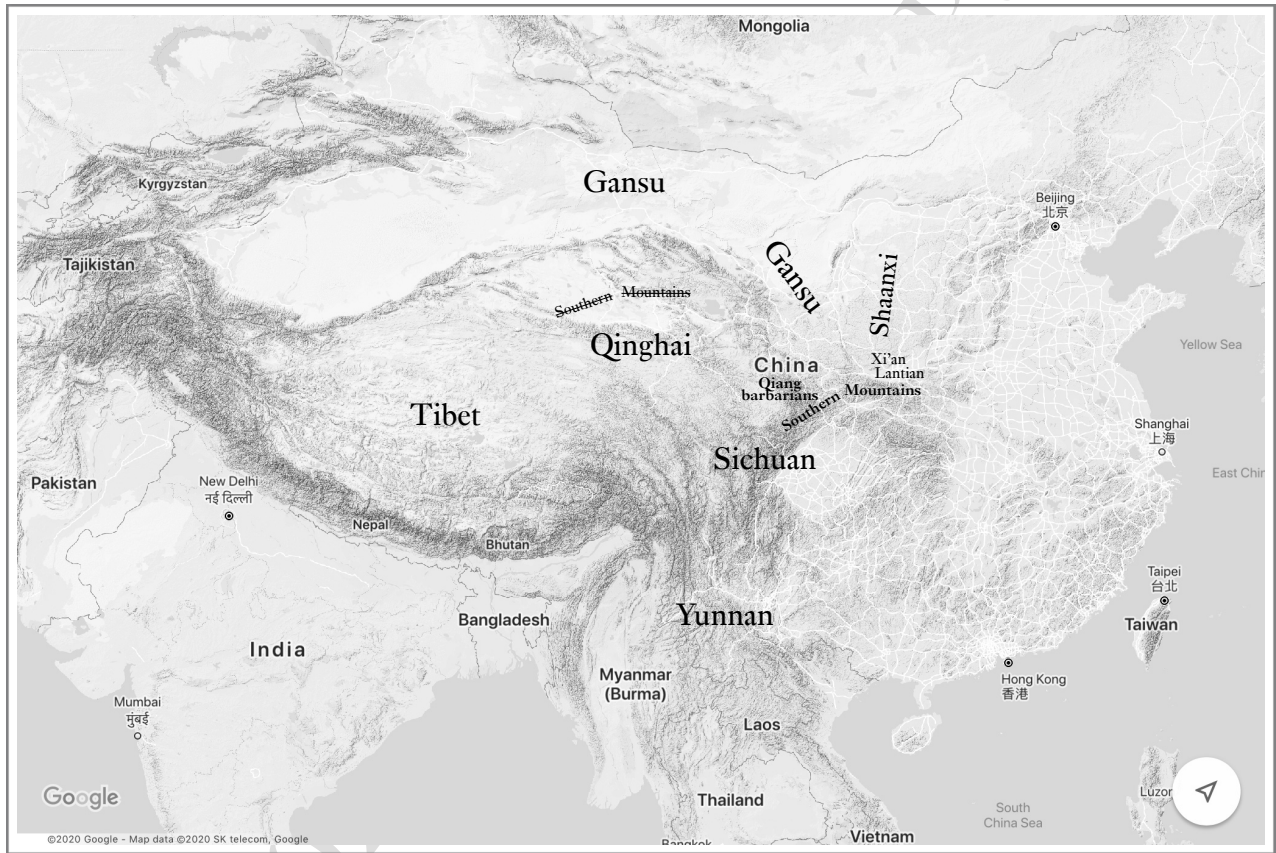 Mongolia
Kyrgyzstan
Gansu
Beijing
北京
Tajikistan
Gansu
Shaanxi
Southern Mountains
Qinghai
Yellow Sea
China
Xi'an
Lantian
Qiang
barbarians
Southern Mountains
Tibet
Shanghai
上海
Sichuan
East Chin
Pakistan
New Delhi
नई दिल्ली
Nepal
Bhutan
Taipei
台北
Taiwan
Bangladesh
Yunnan
India
Myanmar
(Burma)
Hong Kong
香港
Mumbai
मुंबई
Laos
Google
Thailand
Luzor
South
China Sea
Vietnam
Bangkok
©2020 Google - Map data ©2020 SK telecom, Google